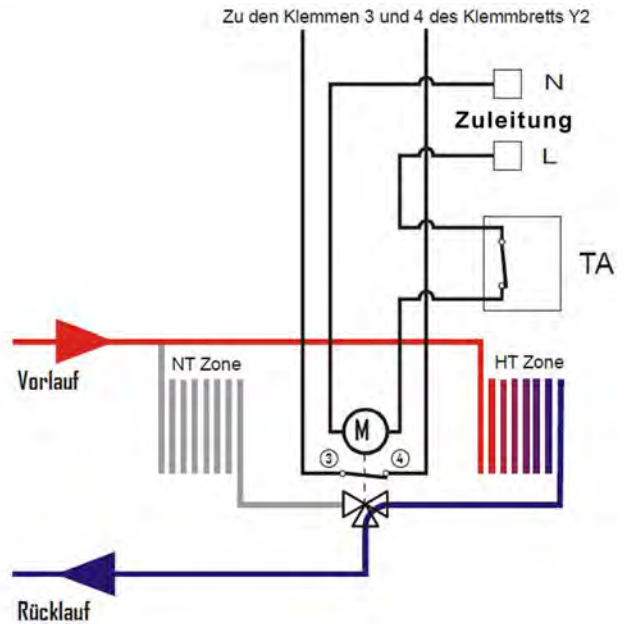 Zu den Klemmen 3 und 4 des Klemmbretts Y2
N
Zuleitung
L
TA
Vorlauf
NT Zone
HT Zone
M
3
4
Rücklauf